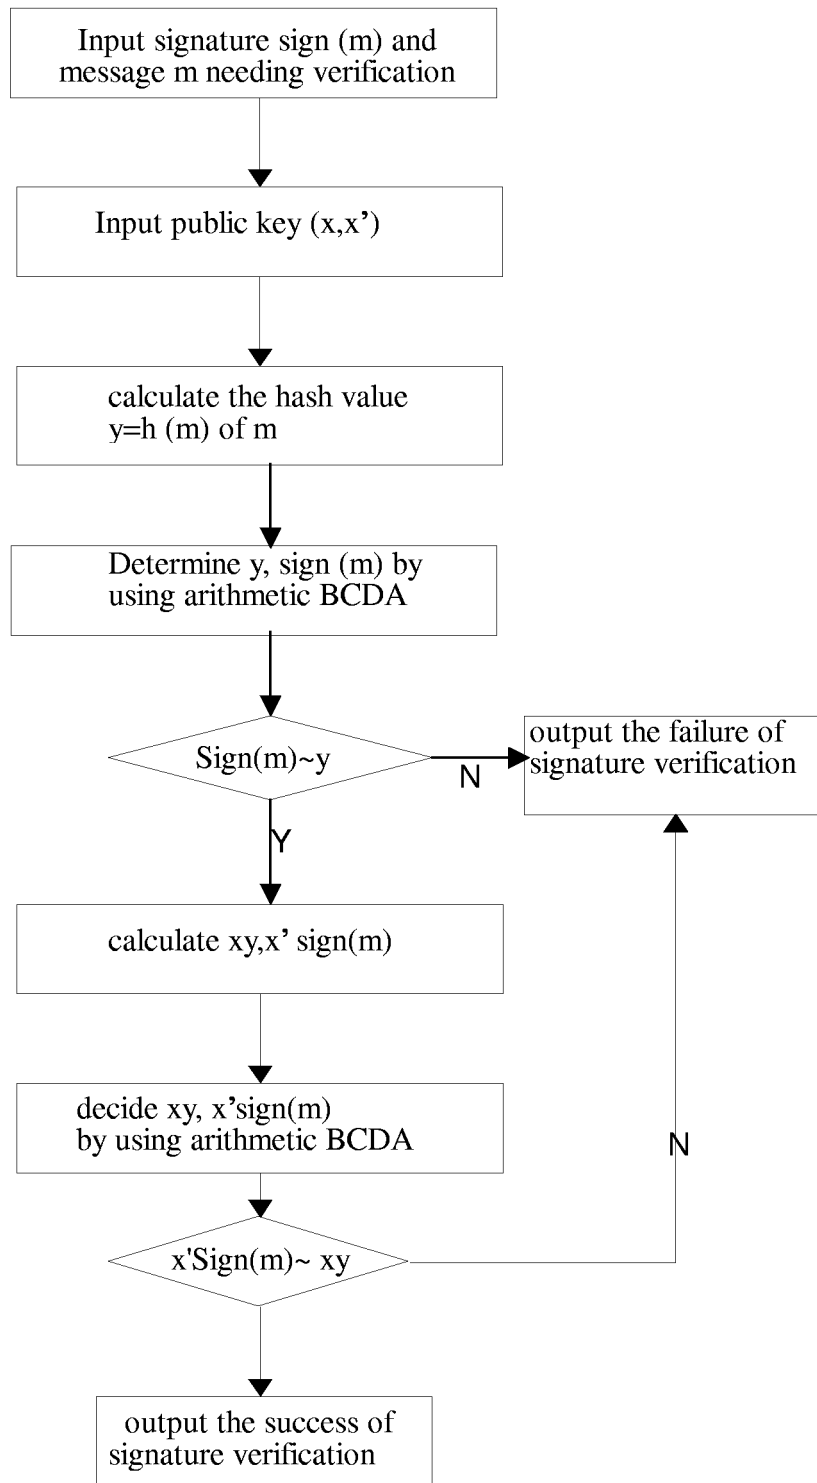 Input signature sign (m) and
message m needing verification
Input public key (x,x’)
calculate the hash value
y=h (m) of m
Determine y, sign (m) by
using arithmetic BCDA
Sign(m)~y
N
output the failure of
signature verification
Y
calculate xy,x’ sign(m)
decide xy, x’sign(m)
by using arithmetic BCDA
N
x'Sign(m)~ xy
output the success of
signature verification